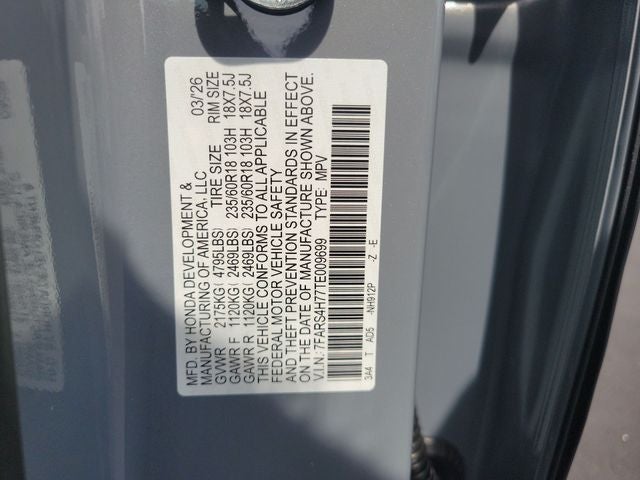 MFD. BY HONDA DEVELOPMENT & 03/26
MANUFACTURING OF AMERICA, LLC
TIRE SIZE RIM SIZE
GVWR 2175KG( 4795LBS)
GAWR F 1120KG( 2469LBS) 235/60R18 103H 18X7.5J
GAWR R 1120KG( 2469LBS) 235/60R18 103H 18X7.5J
THIS VEHICLE CONFORMS TO ALL APPLICABLE
FEDERAL MOTOR VEHICLE SAFETY
AND THEFT PREVENTION STANDARDS IN EFFECT
ON THE DATE OF MANUFACTURE SHOWN ABOVE.
V.I.N: 7FARS4H77TE009699 TYPE: MPV
3A4 T AD5 -NH912P -Z -E